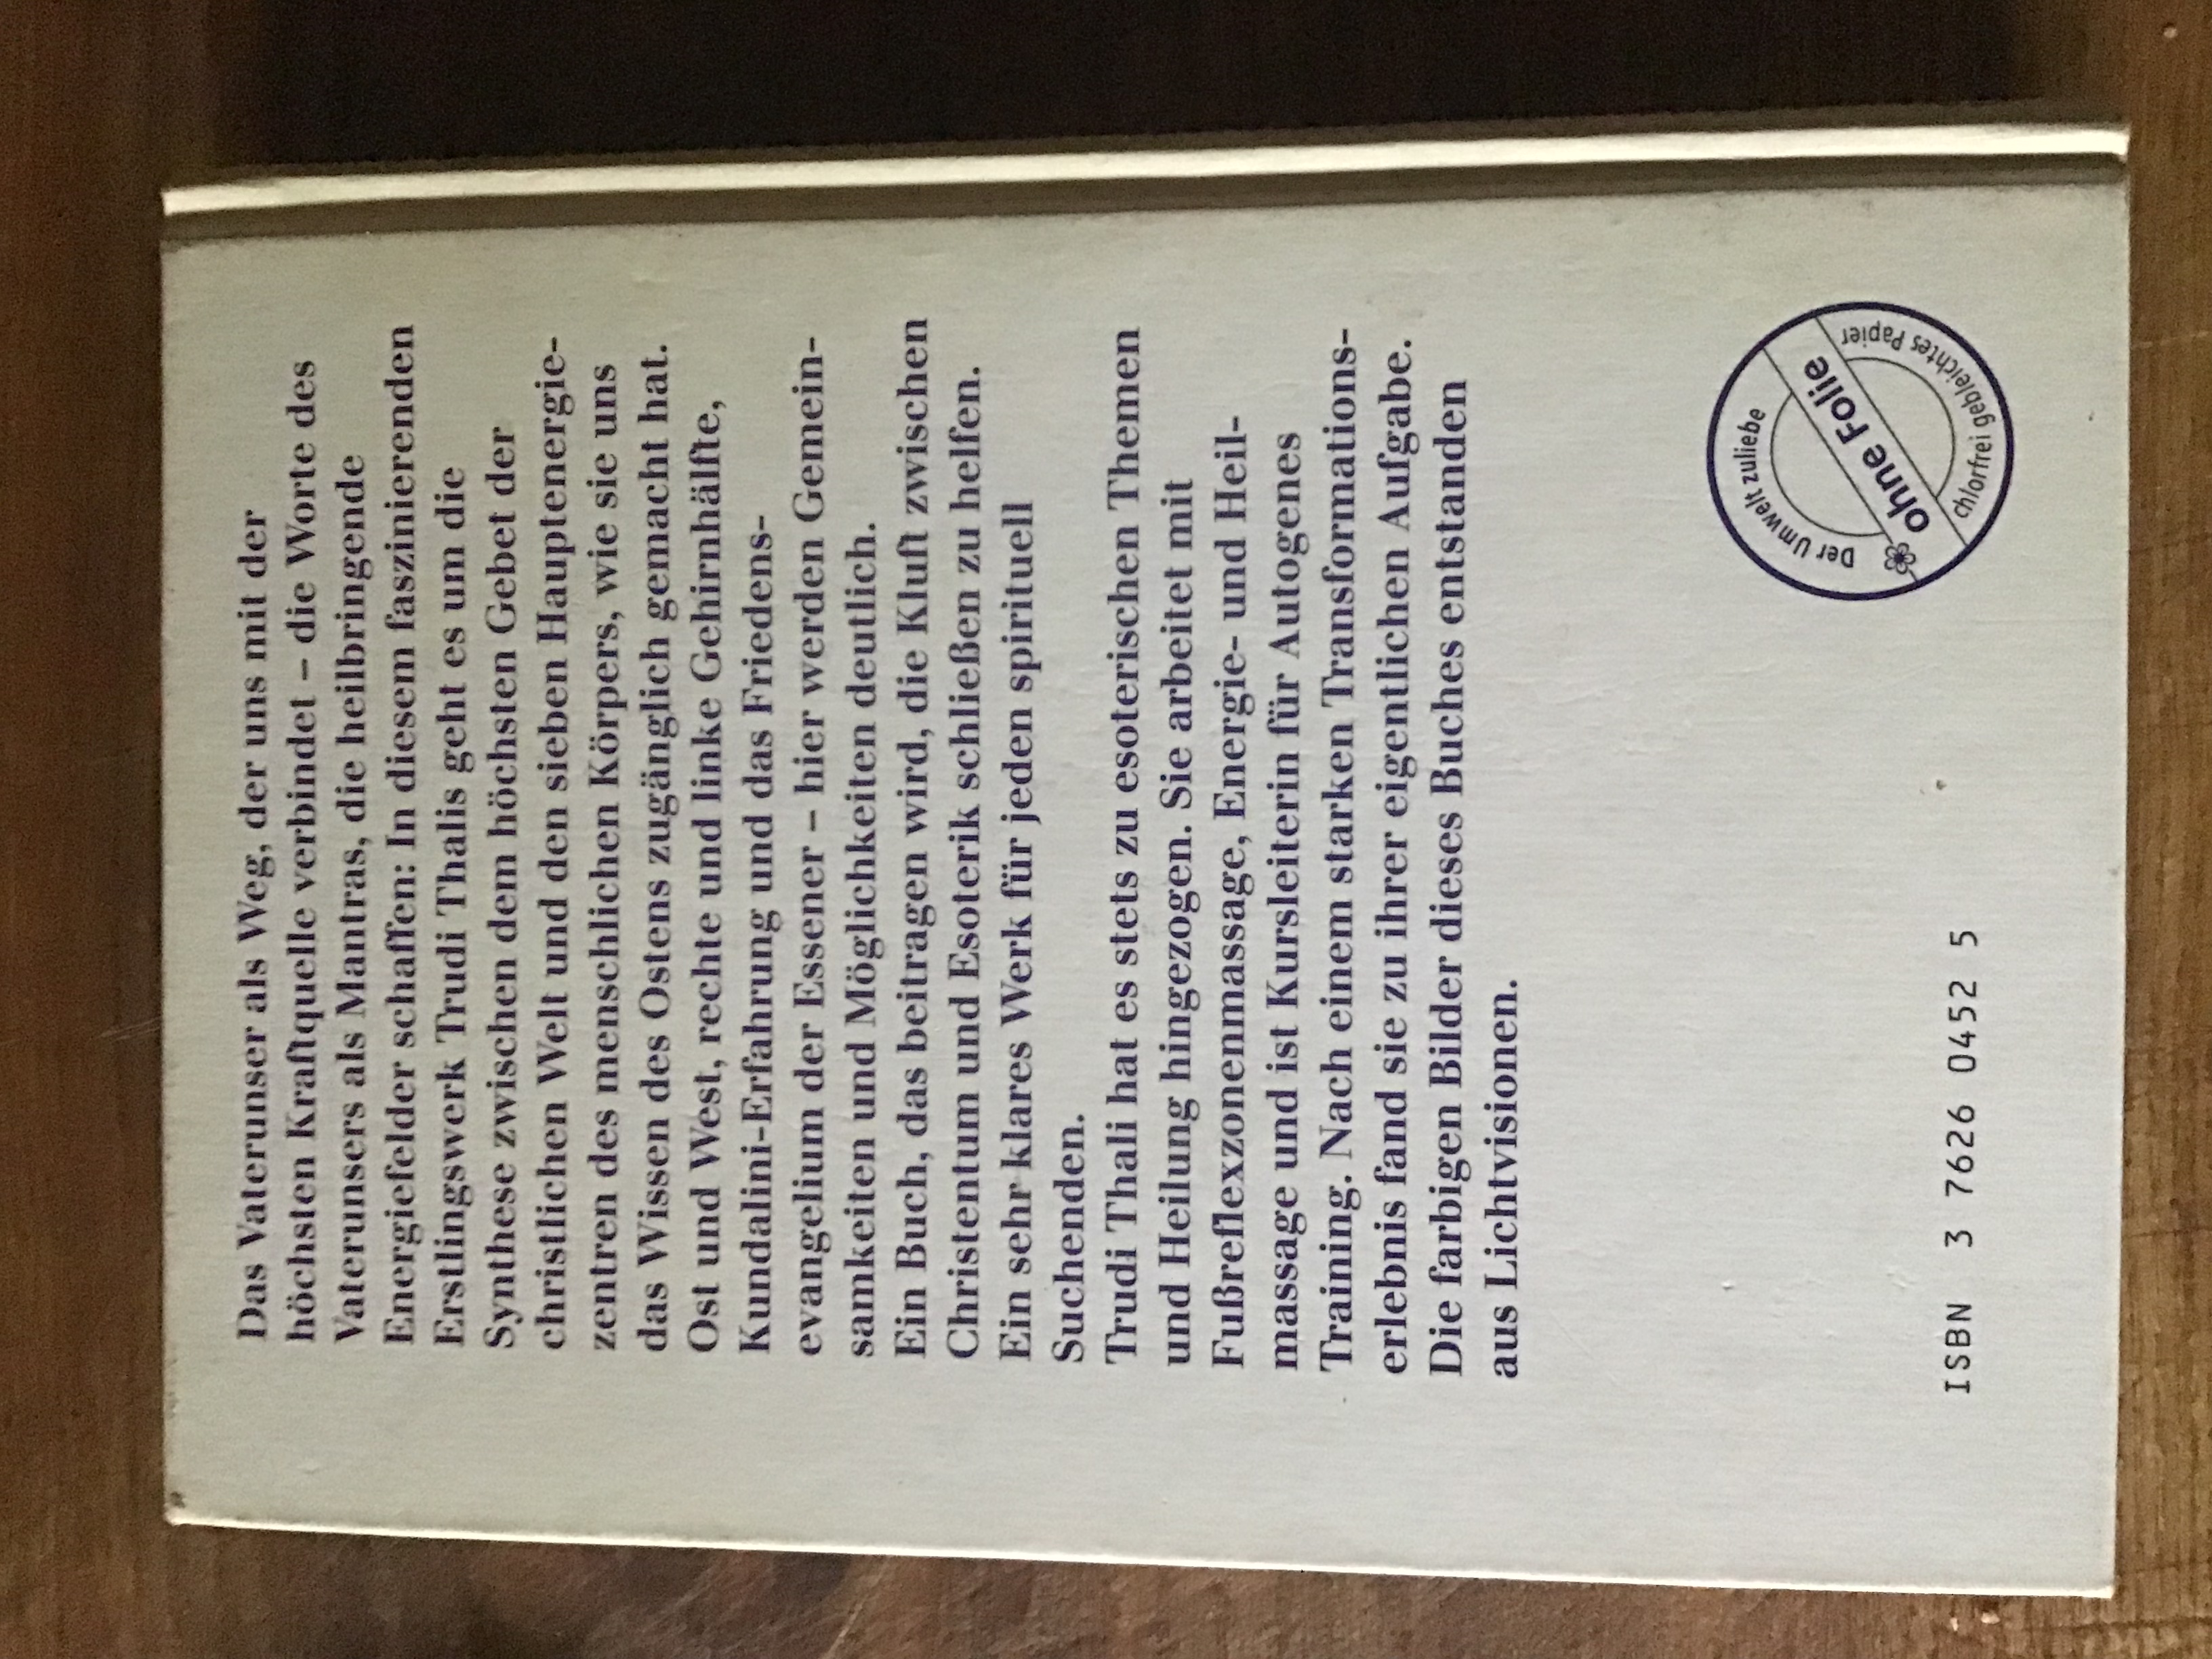 Das Vaterunser als Weg, der uns mit der
höchsten Kraftquelle verbindet – die Worte des
Vaterunsers als Mantras, die heilbringende
Energiefelder schaffen: In diesem faszinierenden
Erstlingswerk Trudi Thalis geht es um die
Synthese zwischen dem höchsten Gebet der
christlichen Welt und den sieben Hauptenergie-
zentren des menschlichen Körpers, wie sie uns
das Wissen des Ostens zugänglich gemacht hat.
Ost und West, rechte und linke Gehirnhälfte,
Kundalini-Erfahrung und das Friedens-
evangelium der Essener – hier werden Gemein-
samkeiten und Möglichkeiten deutlich.
Ein Buch, das beitragen wird, die Kluft zwischen
Christentum und Esoterik schließen zu helfen.
Ein sehr klares Werk für jeden spirituell
Suchenden.
Trudi Thali hat es stets zu esoterischen Themen
und Heilung hingezogen. Sie arbeitet mit
Fußreflexzonenmassage, Energie- und Heil-
massage und ist Kursleiterin für Autogenes
Training. Nach einem starken Transformations-
erlebnis fand sie zu ihrer eigentlichen Aufgabe.
Die farbigen Bilder dieses Buches entstanden
aus Lichtvisionen.
Der Umwelt zuliebe
ohne Folie
chlorfrei gebleichtes Papier
ISBN 3 7626 0452 5